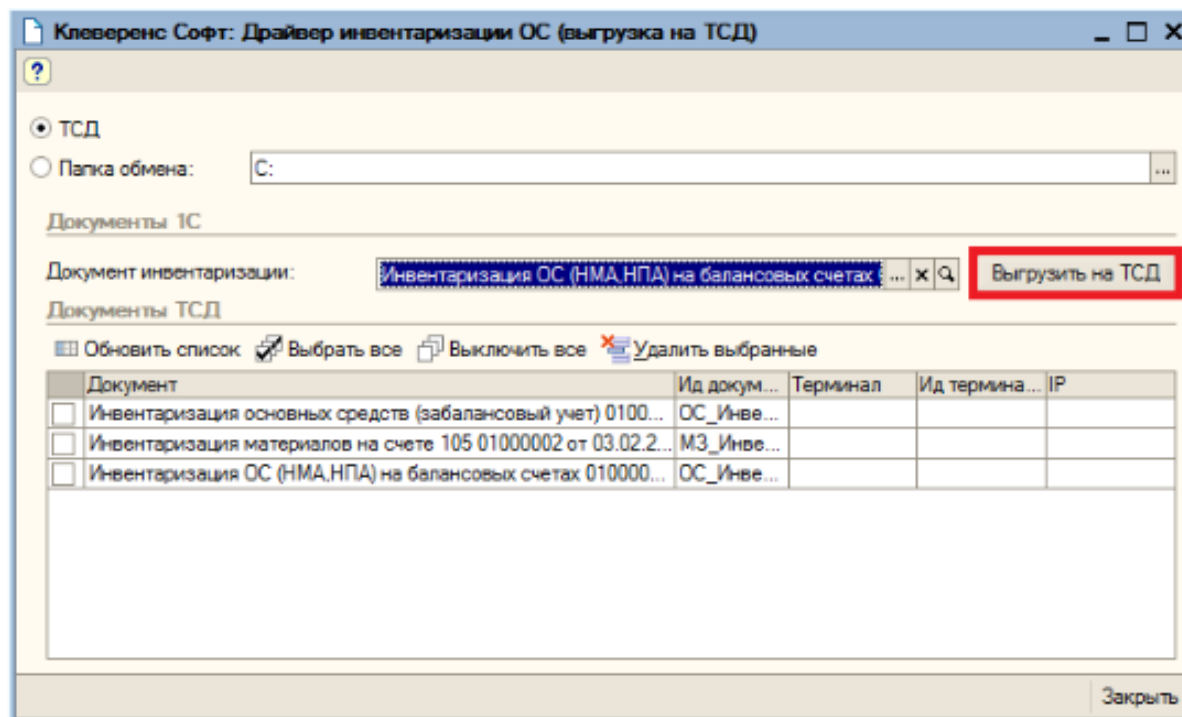 Клеверенс Софт: Драйвер инвентаризации ОС (выгрузка на ТСД)
?
ТСД
Папка обмена: C: ...
Документы 1С
Документ инвентаризации: Инвентаризация ОС (НМА,НПА) на балансовых счетах ... x Выгрузить на ТСД
Документы ТСД
Обновить список Выбрать все Выключить все Удалить выбранные
Документ Ид докум... Терминал Ид термина... IP
Инвентаризация основных средств (забалансовый учет) 0100... ОС_Инве...
Инвентаризация материалов на счете 105 01000002 от 03.02.2... МЗ_Инве...
Инвентаризация ОС (НМА,НПА) на балансовых счетах 010000... ОС_Инве...
Закрыть